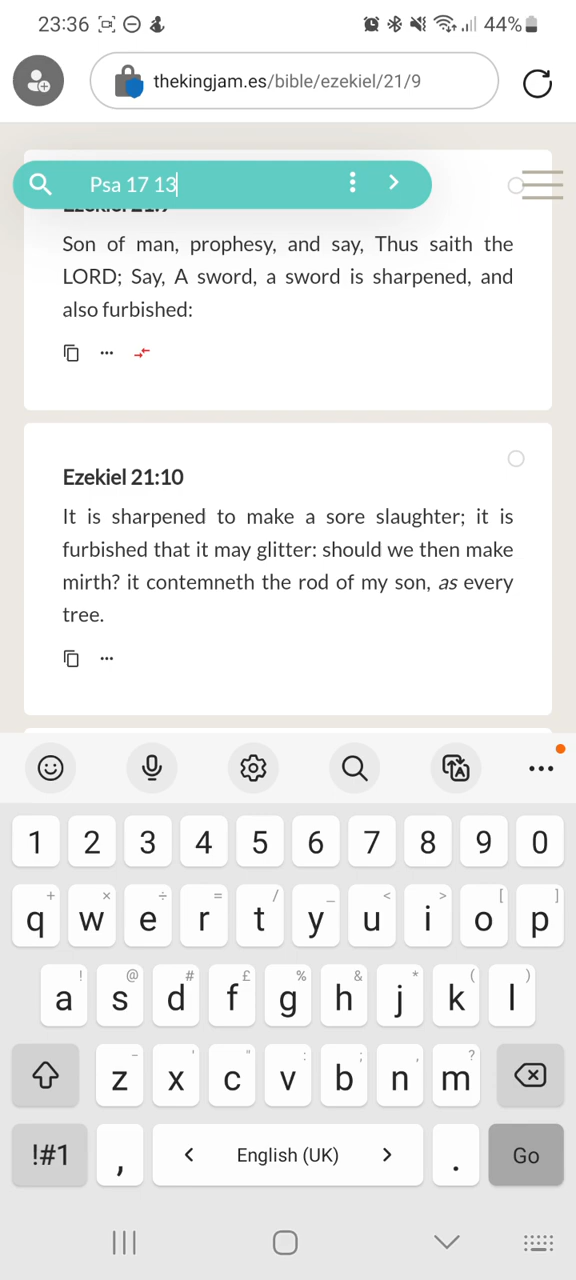 23:36
44%
thekingjam.es/bible/ezekiel/21/9
Psa 17 13
Ezekiel 21:9
Son of man, prophesy, and say, Thus saith the
LORD; Say, A sword, a sword is sharpened, and
also furbished:
Ezekiel 21:10
It is sharpened to make a sore slaughter; it is
furbished that it may glitter: should we then make
mirth? it contemneth the rod of my son, as every
tree.
1 2 3 4 5 6 7 8 9 0
+ × ÷ = / _ < > [ ]
q w e r t y u i o p
! @ # £ % & * ( )
a s d f g h j k l
- ' " : ; , ?
z x c v b n m
!#1 , < English (UK) > . Go